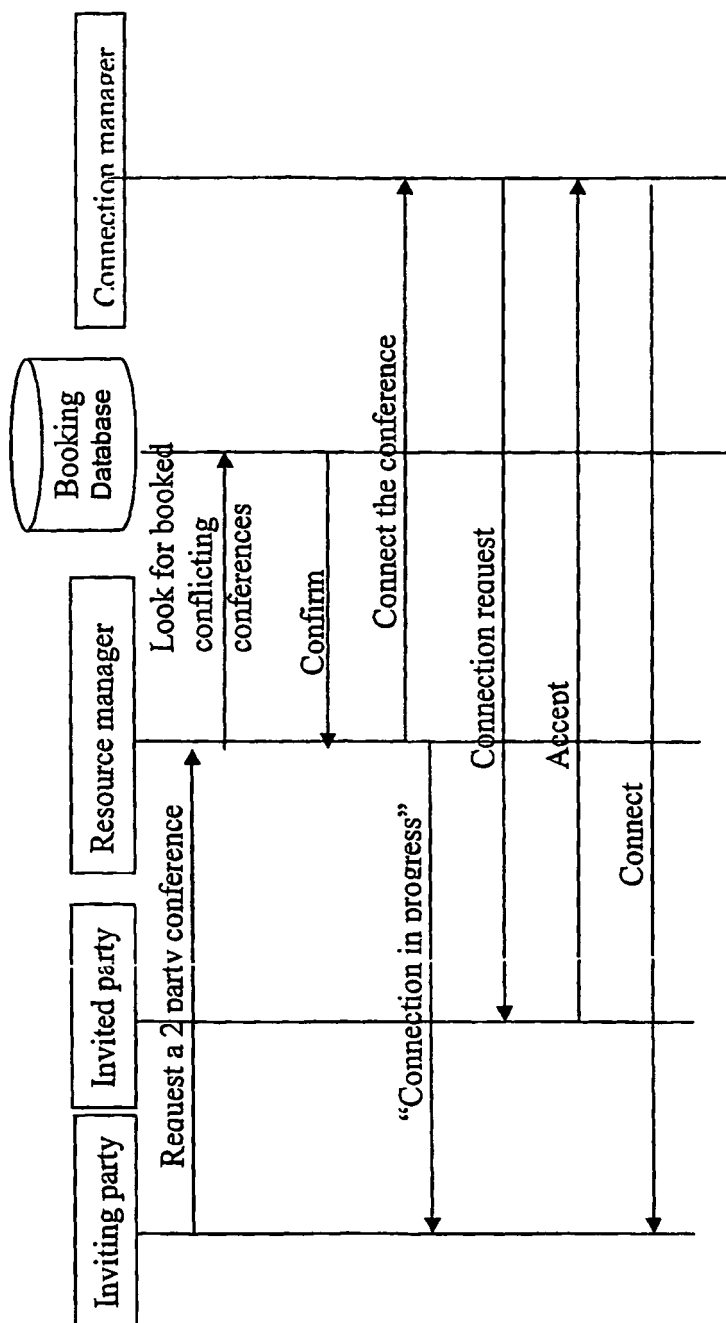 Inviting party
Invited party
Resource manager
Booking
Database
Connection manager
Request a 2 party conference
Look for booked
conflicting
conferences
Confirm
Connect the conference
“Connection in progress”
Connection request
Accept
Connect